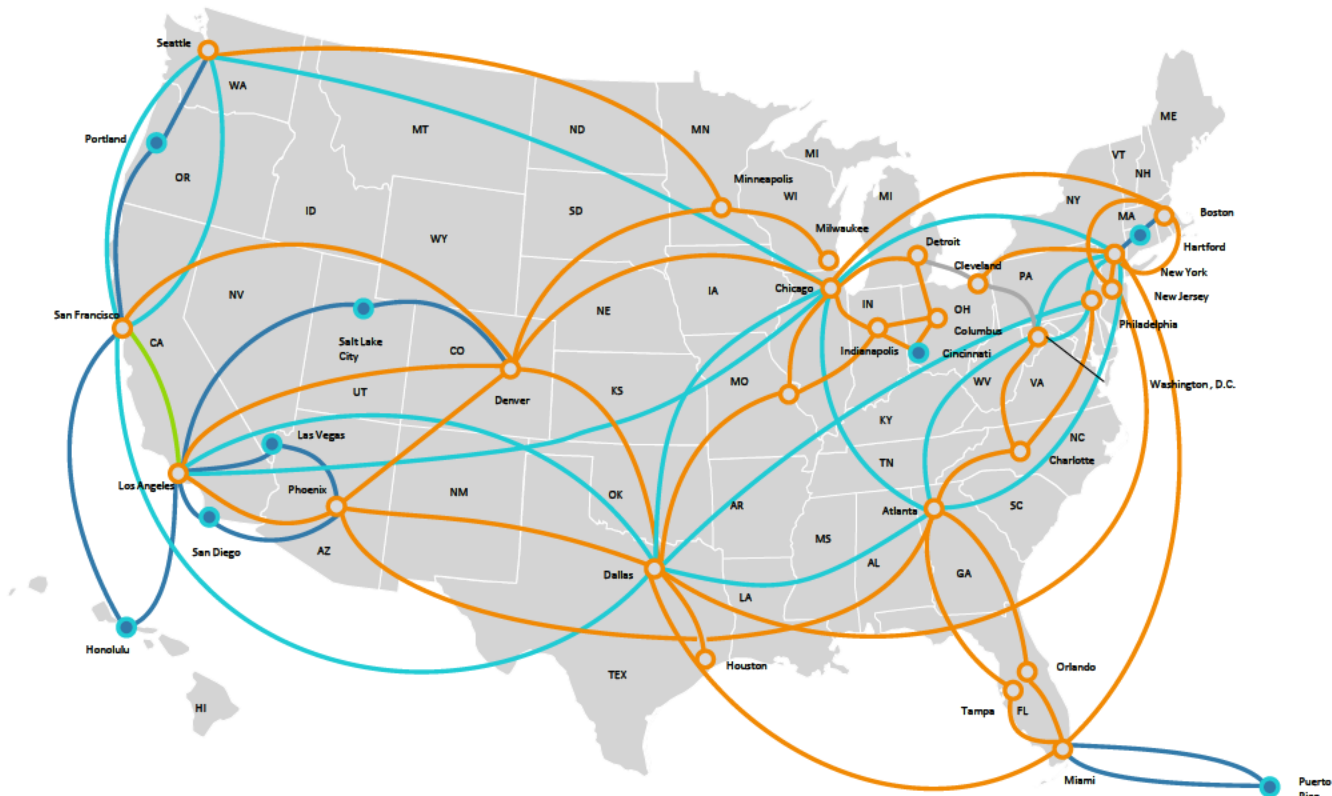 Seattle
WA
MT
ND
MN
ME
Portland
OR
MI
VT
NH
Minneapolis
WI
MI
NY
ID
SD
WY
MA
Boston
Milwaukee
Detroit
Hartford
Cleveland
PA
New York
NV
IA
Chicago
IN
OH
New Jersey
San Francisco
NE
Columbus
Philadelphia
CA
Salt Lake
City
CO
Indianapolis
Cincinnati
UT
KS
MO
WV
VA
Washington , D.C.
Denver
KY
Las Vegas
NC
Charlotte
TN
Los Angeles
Phoenix
NM
OK
AR
Atlanta
SC
San Diego
AZ
MS
AL
GA
Dallas
LA
Honolulu
Houston
Orlando
TEX
HI
Tampa
FL
Miami
Puerto